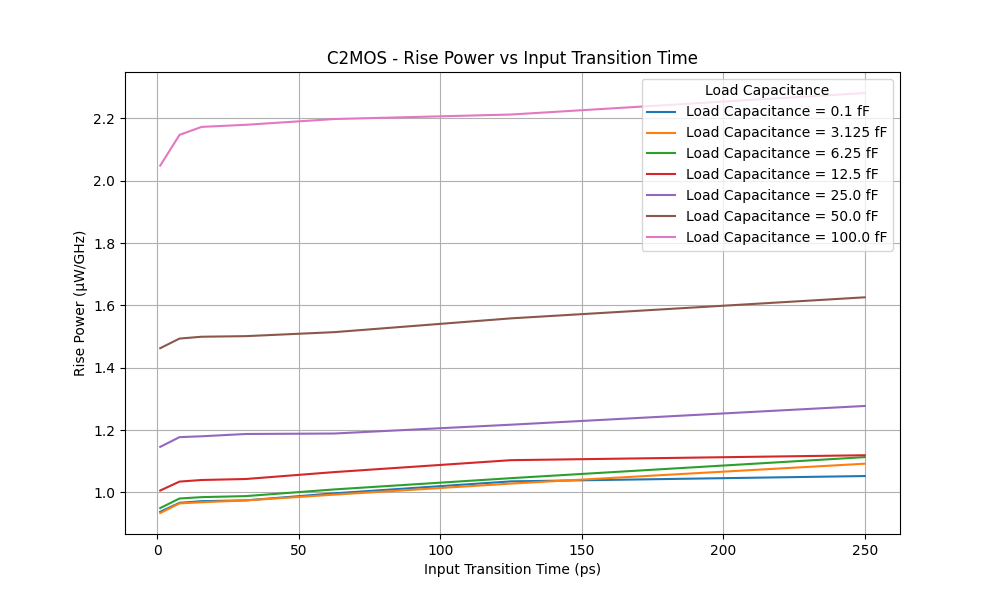 C2MOS - Rise Power vs Input Transition Time
Load Capacitance
Load Capacitance = 0.1 fF
Load Capacitance = 3.125 fF
Load Capacitance = 6.25 fF
Load Capacitance = 12.5 fF
Load Capacitance = 25.0 fF
Load Capacitance = 50.0 fF
Load Capacitance = 100.0 fF
Rise Power (μW/GHz)
2.2
2.0
1.8
1.6
1.4
1.2
1.0
0
50
100
150
200
250
Input Transition Time (ps)